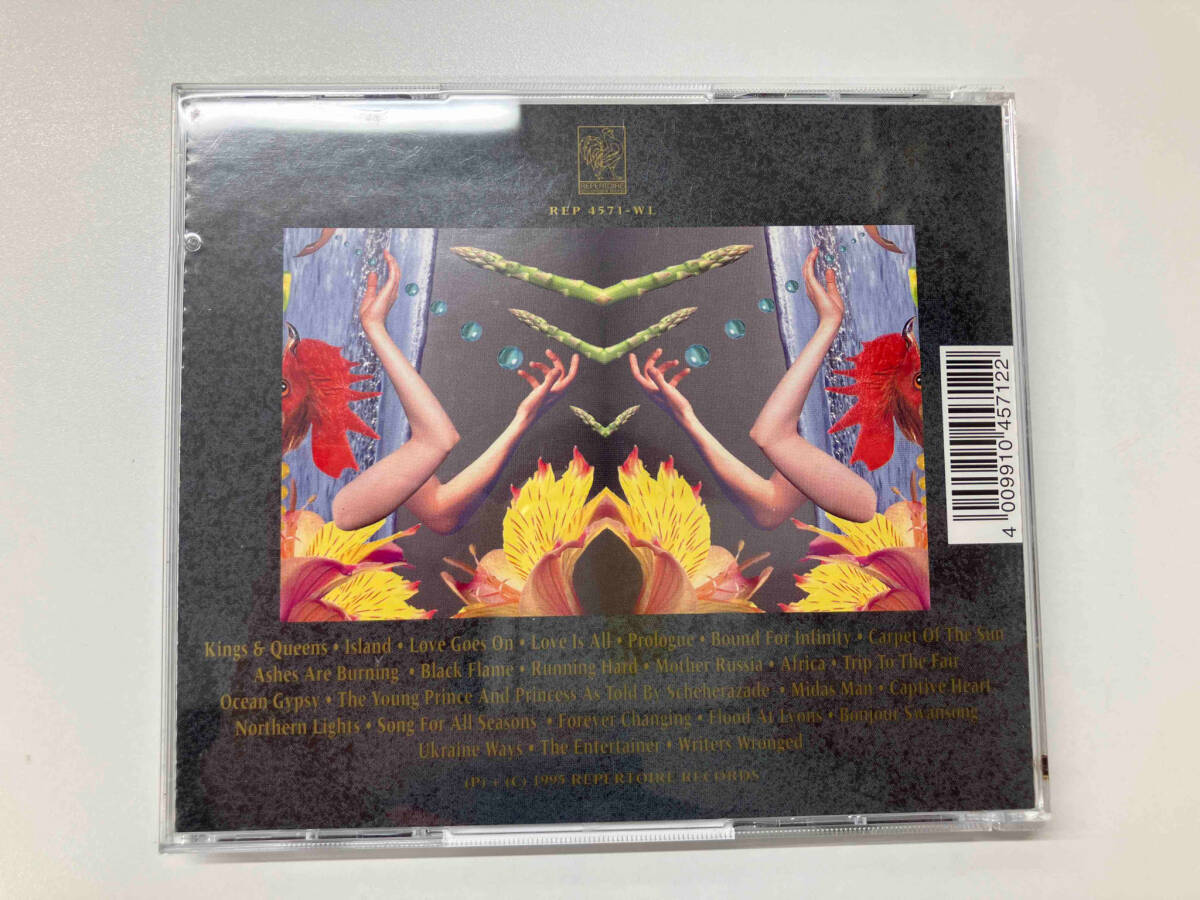 REPERTOIRE
REP 4571-WL
4 009910 457122
Kings & Queens • Island • Love Goes On • Love Is All • Prologue • Bound For Infinity • Carpet Of The Sun
Ashes Are Burning • Black Flame • Running Hard • Mother Russia • Africa • Trip To The Fair
Ocean Gypsy • The Young Prince And Princess As Told By Scheherazade • Midas Man • Captive Heart
Northern Lights • Song For All Seasons • Forever Changing • Flood At Lyons • Bonjour Swansong
Ukraine Ways • The Entertainer • Writers Wronged
(P) + (C) 1995 REPERTOIRE RECORDS